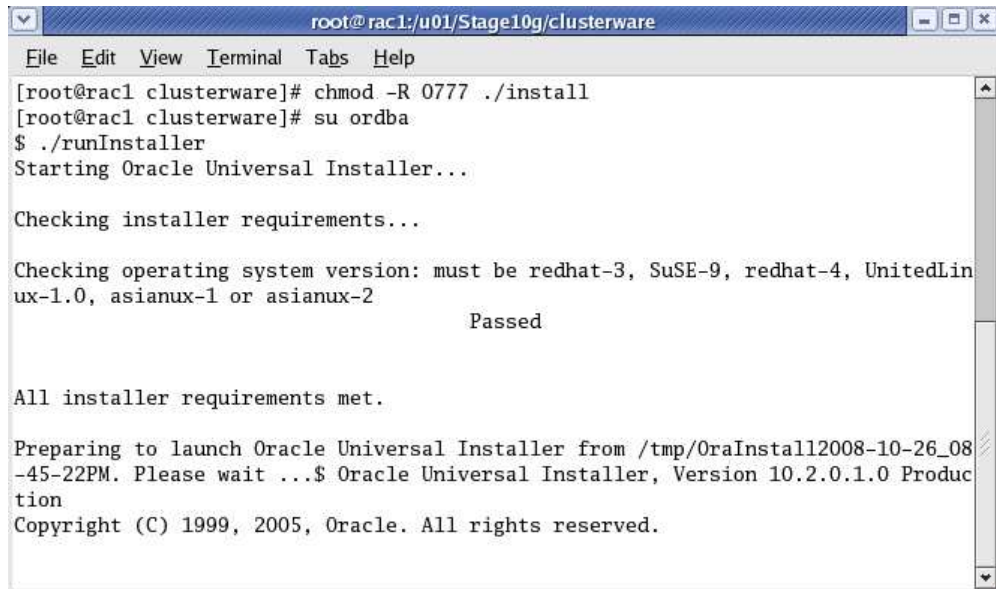 root@rac1:/u01/Stage10g/clusterware
File Edit View Terminal Tabs Help
[root@rac1 clusterware]# chmod -R 0777 ./install
[root@rac1 clusterware]# su ordba
$ ./runInstaller
Starting Oracle Universal Installer...
Checking installer requirements...
Checking operating system version: must be redhat-3, SuSE-9, redhat-4, UnitedLin
ux-1.0, asianux-1 or asianux-2
Passed
All installer requirements met.
Preparing to launch Oracle Universal Installer from /tmp/OraInstall2008-10-26_08
-45-22PM. Please wait ...$ Oracle Universal Installer, Version 10.2.0.1.0 Produc
tion
Copyright (C) 1999, 2005, Oracle. All rights reserved.